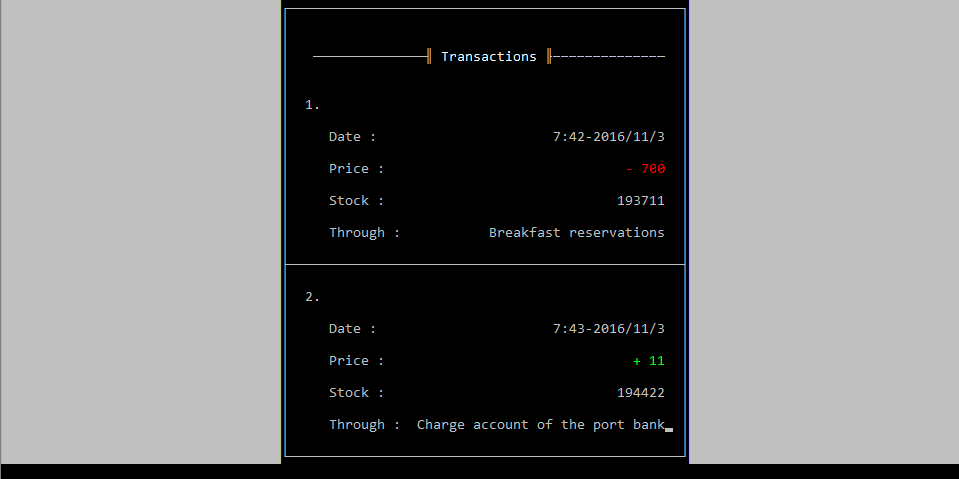 Transactions
1.
Date : 7:42-2016/11/3
Price : - 700
Stock : 193711
Through : Breakfast reservations
2.
Date : 7:43-2016/11/3
Price : + 11
Stock : 194422
Through : Charge account of the port bank